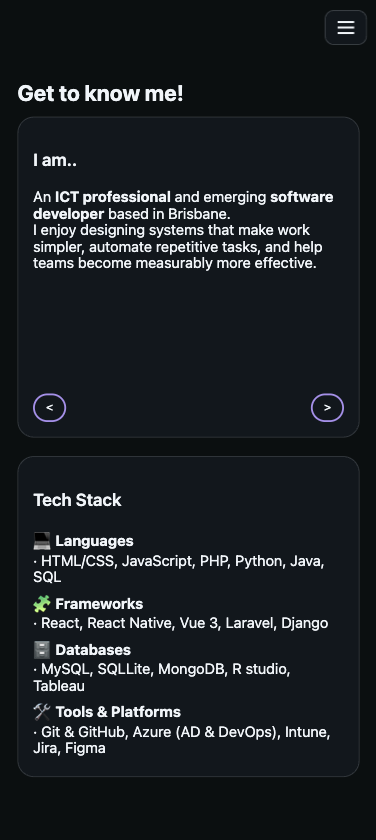 Get to know me!
I am..
An ICT professional and emerging software
developer based in Brisbane.
I enjoy designing systems that make work
simpler, automate repetitive tasks, and help
teams become measurably more effective.
< >
Tech Stack
💻 Languages
· HTML/CSS, JavaScript, PHP, Python, Java,
SQL
🧩 Frameworks
· React, React Native, Vue 3, Laravel, Django
🗄️ Databases
· MySQL, SQLLite, MongoDB, R studio,
Tableau
🛠️ Tools & Platforms
· Git & GitHub, Azure (AD & DevOps), Intune,
Jira, Figma